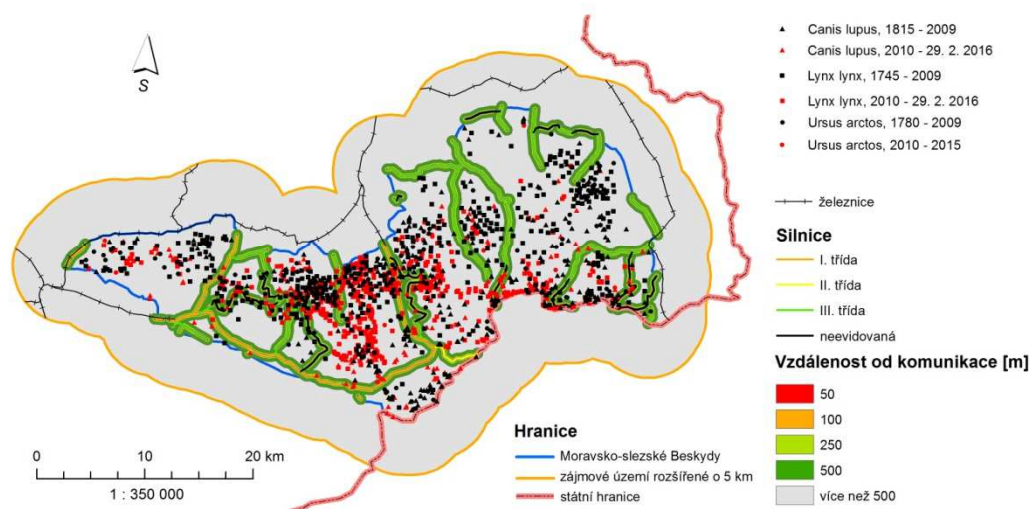 S
Canis lupus, 1815 - 2009
Canis lupus, 2010 - 29. 2. 2016
Lynx lynx, 1745 - 2009
Lynx lynx, 2010 - 29. 2. 2016
Ursus arctos, 1780 - 2009
Ursus arctos, 2010 - 2015
železnice
Silnice
I. třída
II. třída
III. třída
neevidovaná
Vzdálenost od komunikace [m]
50
100
250
500
více než 500
Hranice
Moravsko-slezské Beskydy
zájmové území rozšířené o 5 km
státní hranice
0 10 20 km
1 : 350 000